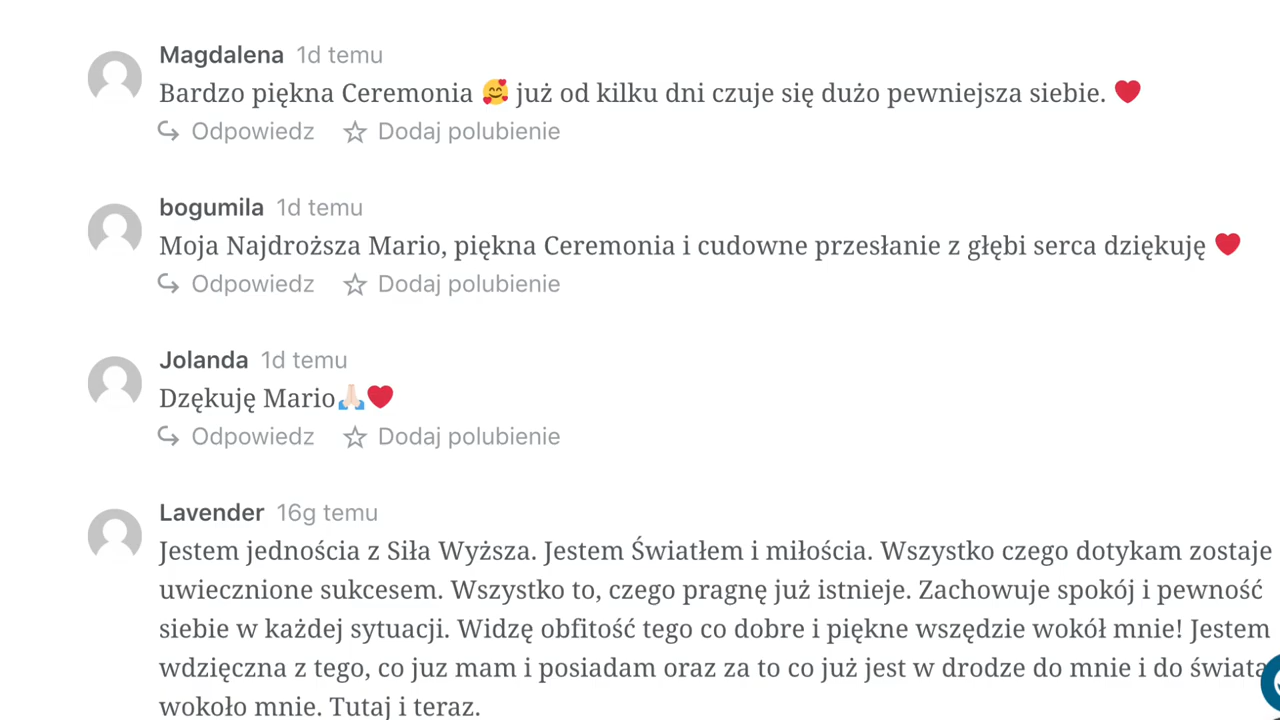 Magdalena 1d temu
Bardzo piękna Ceremonia 🥰 już od kilku dni czuje się dużo pewniejsza siebie. ❤️
Odpowiedz Dodaj polubienie
bogumila 1d temu
Moja Najdroższa Mario, piękna Ceremonia i cudowne przesłanie z głębi serca dziękuję ❤️
Odpowiedz Dodaj polubienie
Jolanda 1d temu
Dzękuję Mario🙏🏻❤️
Odpowiedz Dodaj polubienie
Lavender 16g temu
Jestem jednościa z Siła Wyższa. Jestem Światłem i miłościa. Wszystko czego dotykam zostaje
uwiecznione sukcesem. Wszystko to, czego pragnę już istnieje. Zachowuje spokój i pewność
siebie w każdej sytuacji. Widzę obfitość tego co dobre i piękne wszędzie wokół mnie! Jestem
wdzięczna z tego, co juz mam i posiadam oraz za to co już jest w drodze do mnie i do świata
wokoło mnie. Tutaj i teraz.